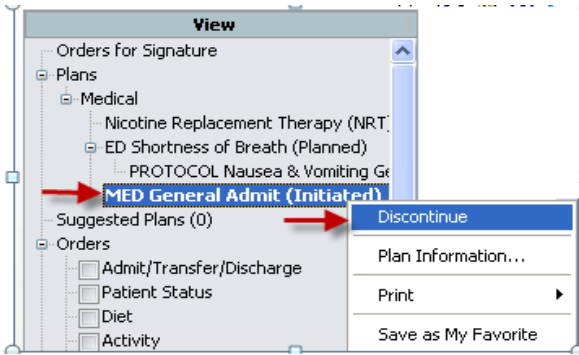 View
Orders for Signature
Plans
Medical
Nicotine Replacement Therapy (NRT)
ED Shortness of Breath (Planned)
PROTOCOL Nausea & Vomiting Ge
MED General Admit (Initiated)
Suggested Plans (0)
Orders
Admit/Transfer/Discharge
Patient Status
Diet
Activity
Discontinue
Plan Information...
Print
Save as My Favorite